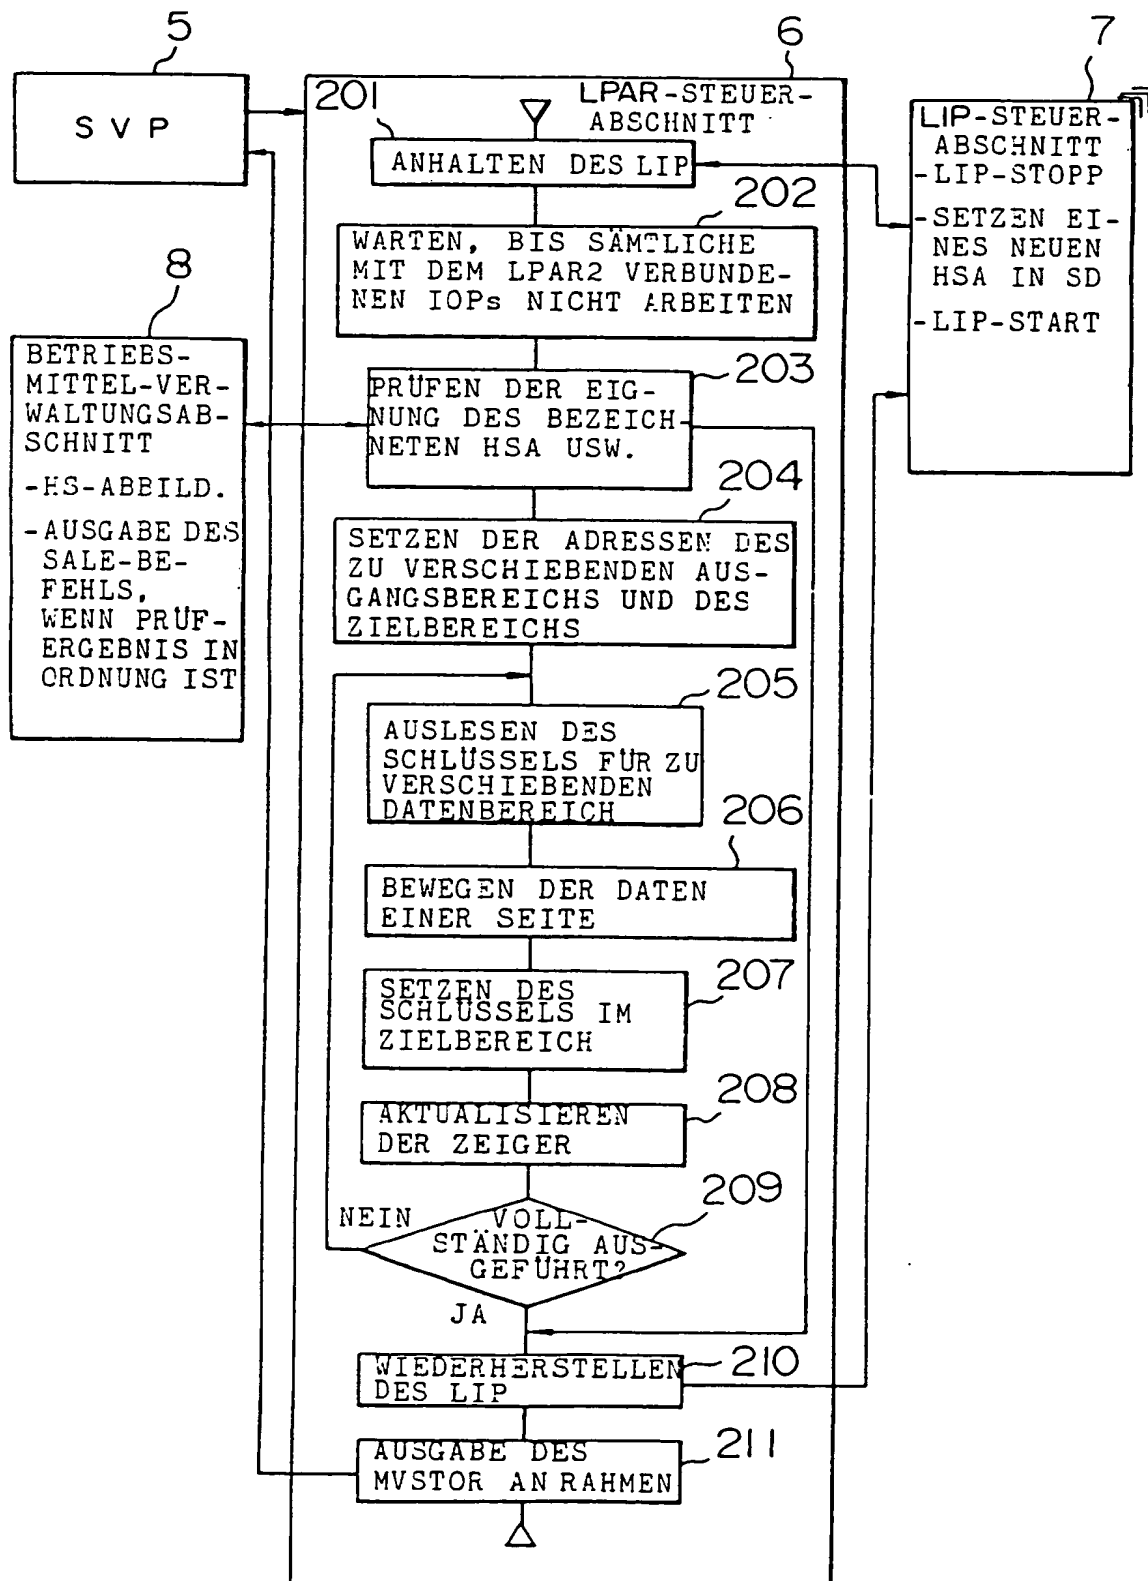 5
SVP
6
LPAR-STEUER-
ABSCHNITT
7
LIP-STEUER-
ABSCHNITT
-LIP-STOPP
-SETZEN EI-
NES NEUEN
HSA IN SD
-LIP-START
8
BETRIEBS-
MITTEL-VER-
WALTUNGSAB-
SCHNITT
-HS-ABBILD.
-AUSGABE DES
SALE-BE-
FEHLS,
WENN PRÜF-
ERGEBNIS IN
ORDNUNG IST
201
ANHALTEN DES LIP
202
WARTEN, BIS SÄMTLICHE
MIT DEM LPAR2 VERBUNDE-
NEN IOPs NICHT ARBEITEN
203
PRÜFEN DER EIG-
NUNG DES BEZEICH-
NETEN HSA USW.
204
SETZEN DER ADRESSEN DES
ZU VERSCHIEBENDEN AUS-
GANGSBEREICHS UND DES
ZIELBEREICHS
205
AUSLESEN DES
SCHLÜSSELS FÜR ZU
VERSCHIEBENDEN
DATENBEREICH
206
BEWEGEN DER DATEN
EINER SEITE
207
SETZEN DES
SCHLÜSSELS IM
ZIELBEREICH
208
AKTUALISIEREN
DER ZEIGER
209
NEIN
VOLL-
STÄNDIG AUS-
GEFÜHRT?
JA
210
WIEDERHERSTELLEN
DES LIP
211
AUSGABE DES
MVSTOR AN RAHMEN